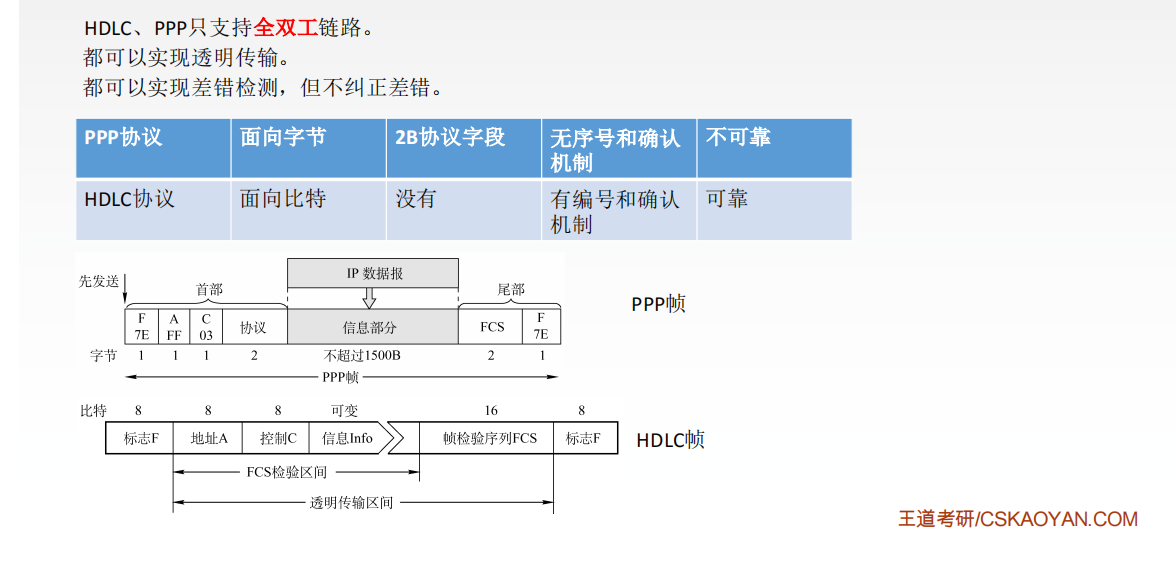 HDLC、PPP只支持全双工链路。
都可以实现透明传输。
都可以实现差错检测，但不纠正差错。
PPP协议 面向字节 2B协议字段 无序号和确认机制 不可靠
HDLC协议 面向比特 没有 有编号和确认机制 可靠
IP 数据报
先发送 首部 尾部
F 7E A FF C 03 协议 信息部分 FCS F 7E
PPP帧
字节 1 1 1 2 不超过1500B 2 1
PPP帧
比特 8 8 8 可变 16 8
标志F 地址A 控制C 信息Info 帧检验序列FCS 标志F
HDLC帧
FCS检验区间
透明传输区间
王道考研/CSKAOYAN.COM